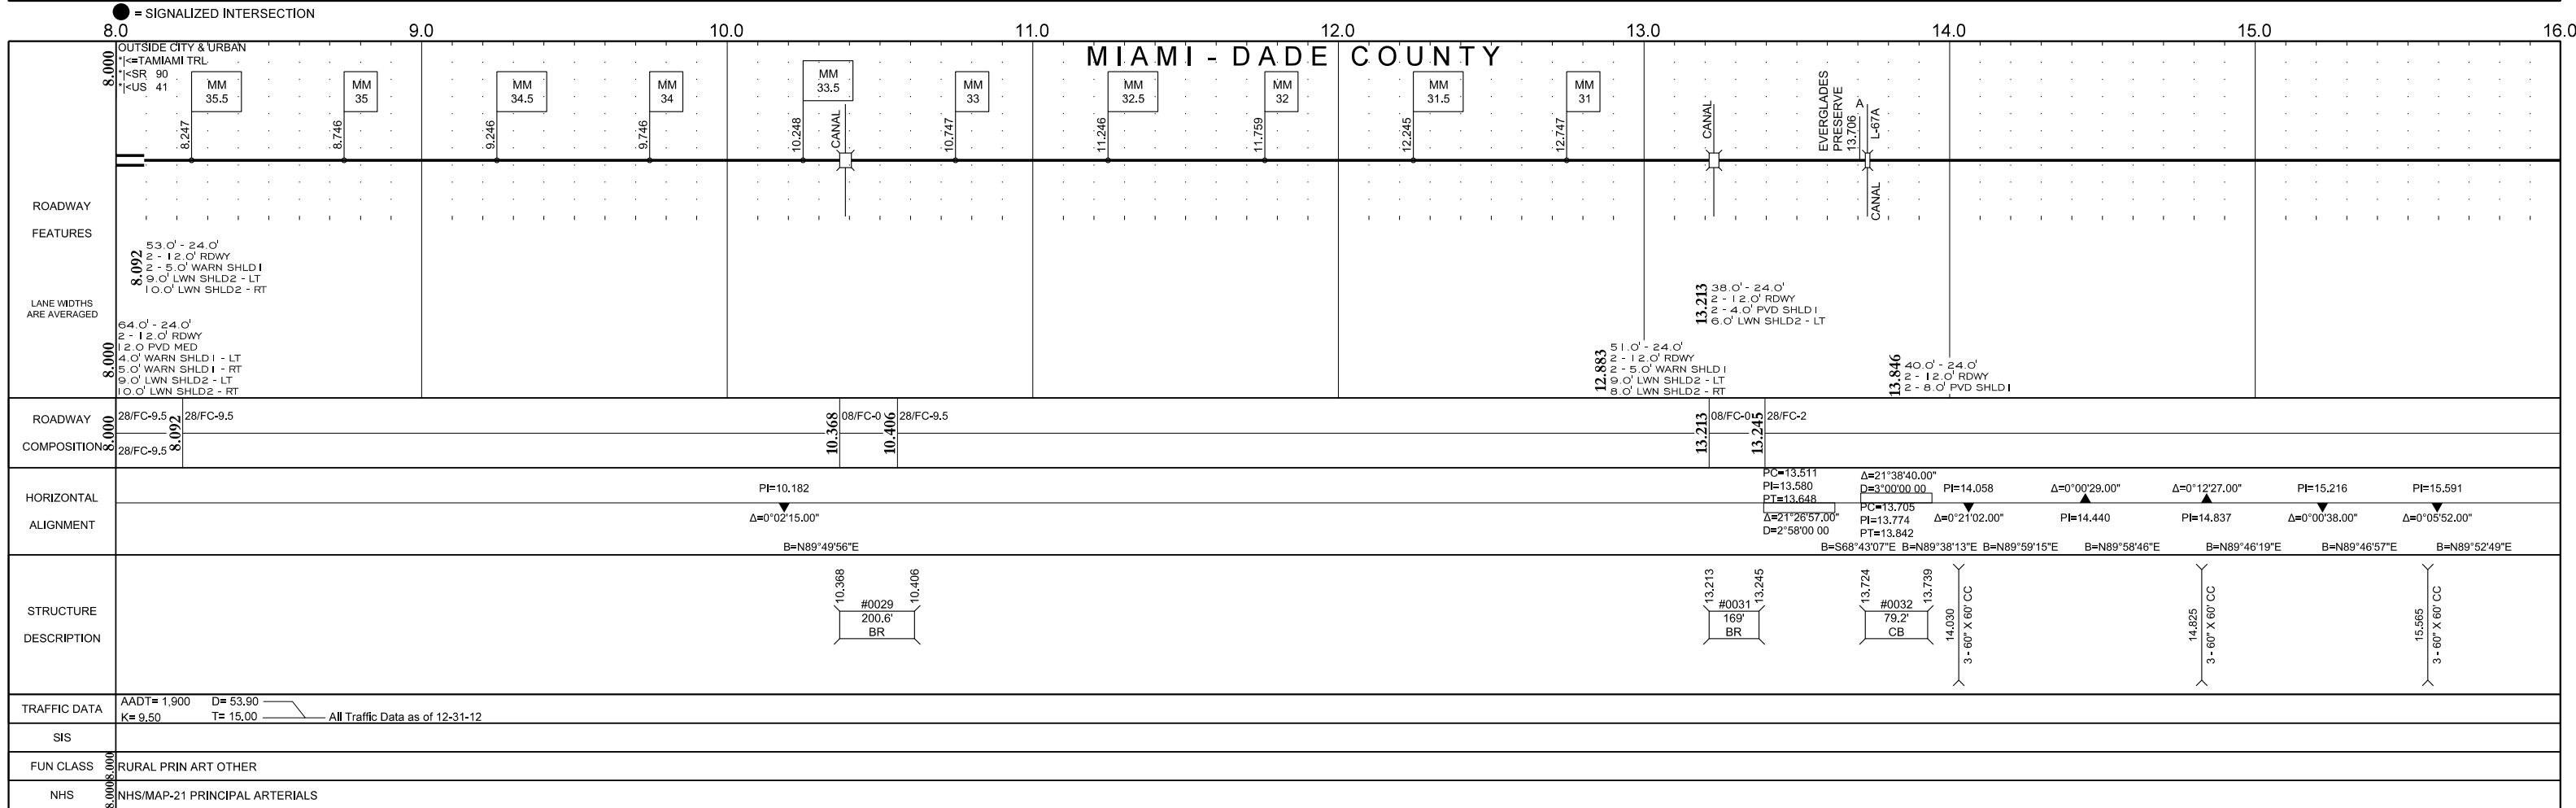 = SIGNALIZED INTERSECTION
8.0 9.0 10.0 11.0 12.0 13.0 14.0 15.0 16.0
MIAMI - DADE COUNTY
8.000
OUTSIDE CITY & URBAN
*|<=TAMIAMI TRL
*|<SR 90
*|<US 41
MM
35.5
8.247
MM
35
8.746
MM
34.5
9.246
MM
34
9.746
MM
33.5
10.248
CANAL
MM
33
10.747
MM
32.5
11.246
MM
32
11.759
MM
31.5
12.245
MM
31
12.747
CANAL
EVERGLADES
PRESERVE
13.706
A
L-67A
CANAL
ROADWAY
FEATURES
LANE WIDTHS
ARE AVERAGED
8.092
53.0' - 24.0'
2 - 12.0' RDWY
2 - 5.0' WARN SHLD1
9.0' LWN SHLD2 - LT
10.0' LWN SHLD2 - RT
8.000
64.0' - 24.0'
2 - 12.0' RDWY
12.0 PVD MED
4.0' WARN SHLD1 - LT
5.0' WARN SHLD1 - RT
9.0' LWN SHLD2 - LT
10.0' LWN SHLD2 - RT
12.883
51.0' - 24.0'
2 - 12.0' RDWY
2 - 5.0' WARN SHLD1
9.0' LWN SHLD2 - LT
8.0' LWN SHLD2 - RT
13.213
38.0' - 24.0'
2 - 12.0' RDWY
2 - 4.0' PVD SHLD1
6.0' LWN SHLD2 - LT
13.846
40.0' - 24.0'
2 - 12.0' RDWY
2 - 8.0' PVD SHLD1
ROADWAY
COMPOSITION
8.000
28/FC-9.5
28/FC-9.5
8.092
28/FC-9.5
10.368
08/FC-0
10.406
28/FC-9.5
13.213
08/FC-0
13.245
28/FC-2
HORIZONTAL
ALIGNMENT
PI=10.182
Δ=0°02'15.00"
B=N89°49'56"E
PC=13.511
PI=13.580
PT=13.648
Δ=21°26'57.00"
D=2°58'00 00
B=S68°43'07"E
Δ=21°38'40.00"
D=3°00'00 00
PC=13.705
PI=13.774
PT=13.842
B=N89°38'13"E
PI=14.058
Δ=0°21'02.00"
B=N89°59'15"E
Δ=0°00'29.00"
PI=14.440
B=N89°58'46"E
Δ=0°12'27.00"
PI=14.837
B=N89°46'19"E
PI=15.216
Δ=0°00'38.00"
B=N89°46'57"E
PI=15.591
Δ=0°05'52.00"
B=N89°52'49"E
STRUCTURE
DESCRIPTION
10.368
10.406
#0029
200.6'
BR
13.213
13.245
#0031
169'
BR
13.724
13.739
#0032
79.2'
CB
14.030
3 - 60" X 60' CC
14.825
3 - 60" X 60' CC
15.565
3 - 60" X 60' CC
TRAFFIC DATA
AADT= 1,900 D= 53.90
K= 9.50 T= 15.00
All Traffic Data as of 12-31-12
SIS
FUN CLASS
8.000
RURAL PRIN ART OTHER
NHS
8.000
NHS/MAP-21 PRINCIPAL ARTERIALS